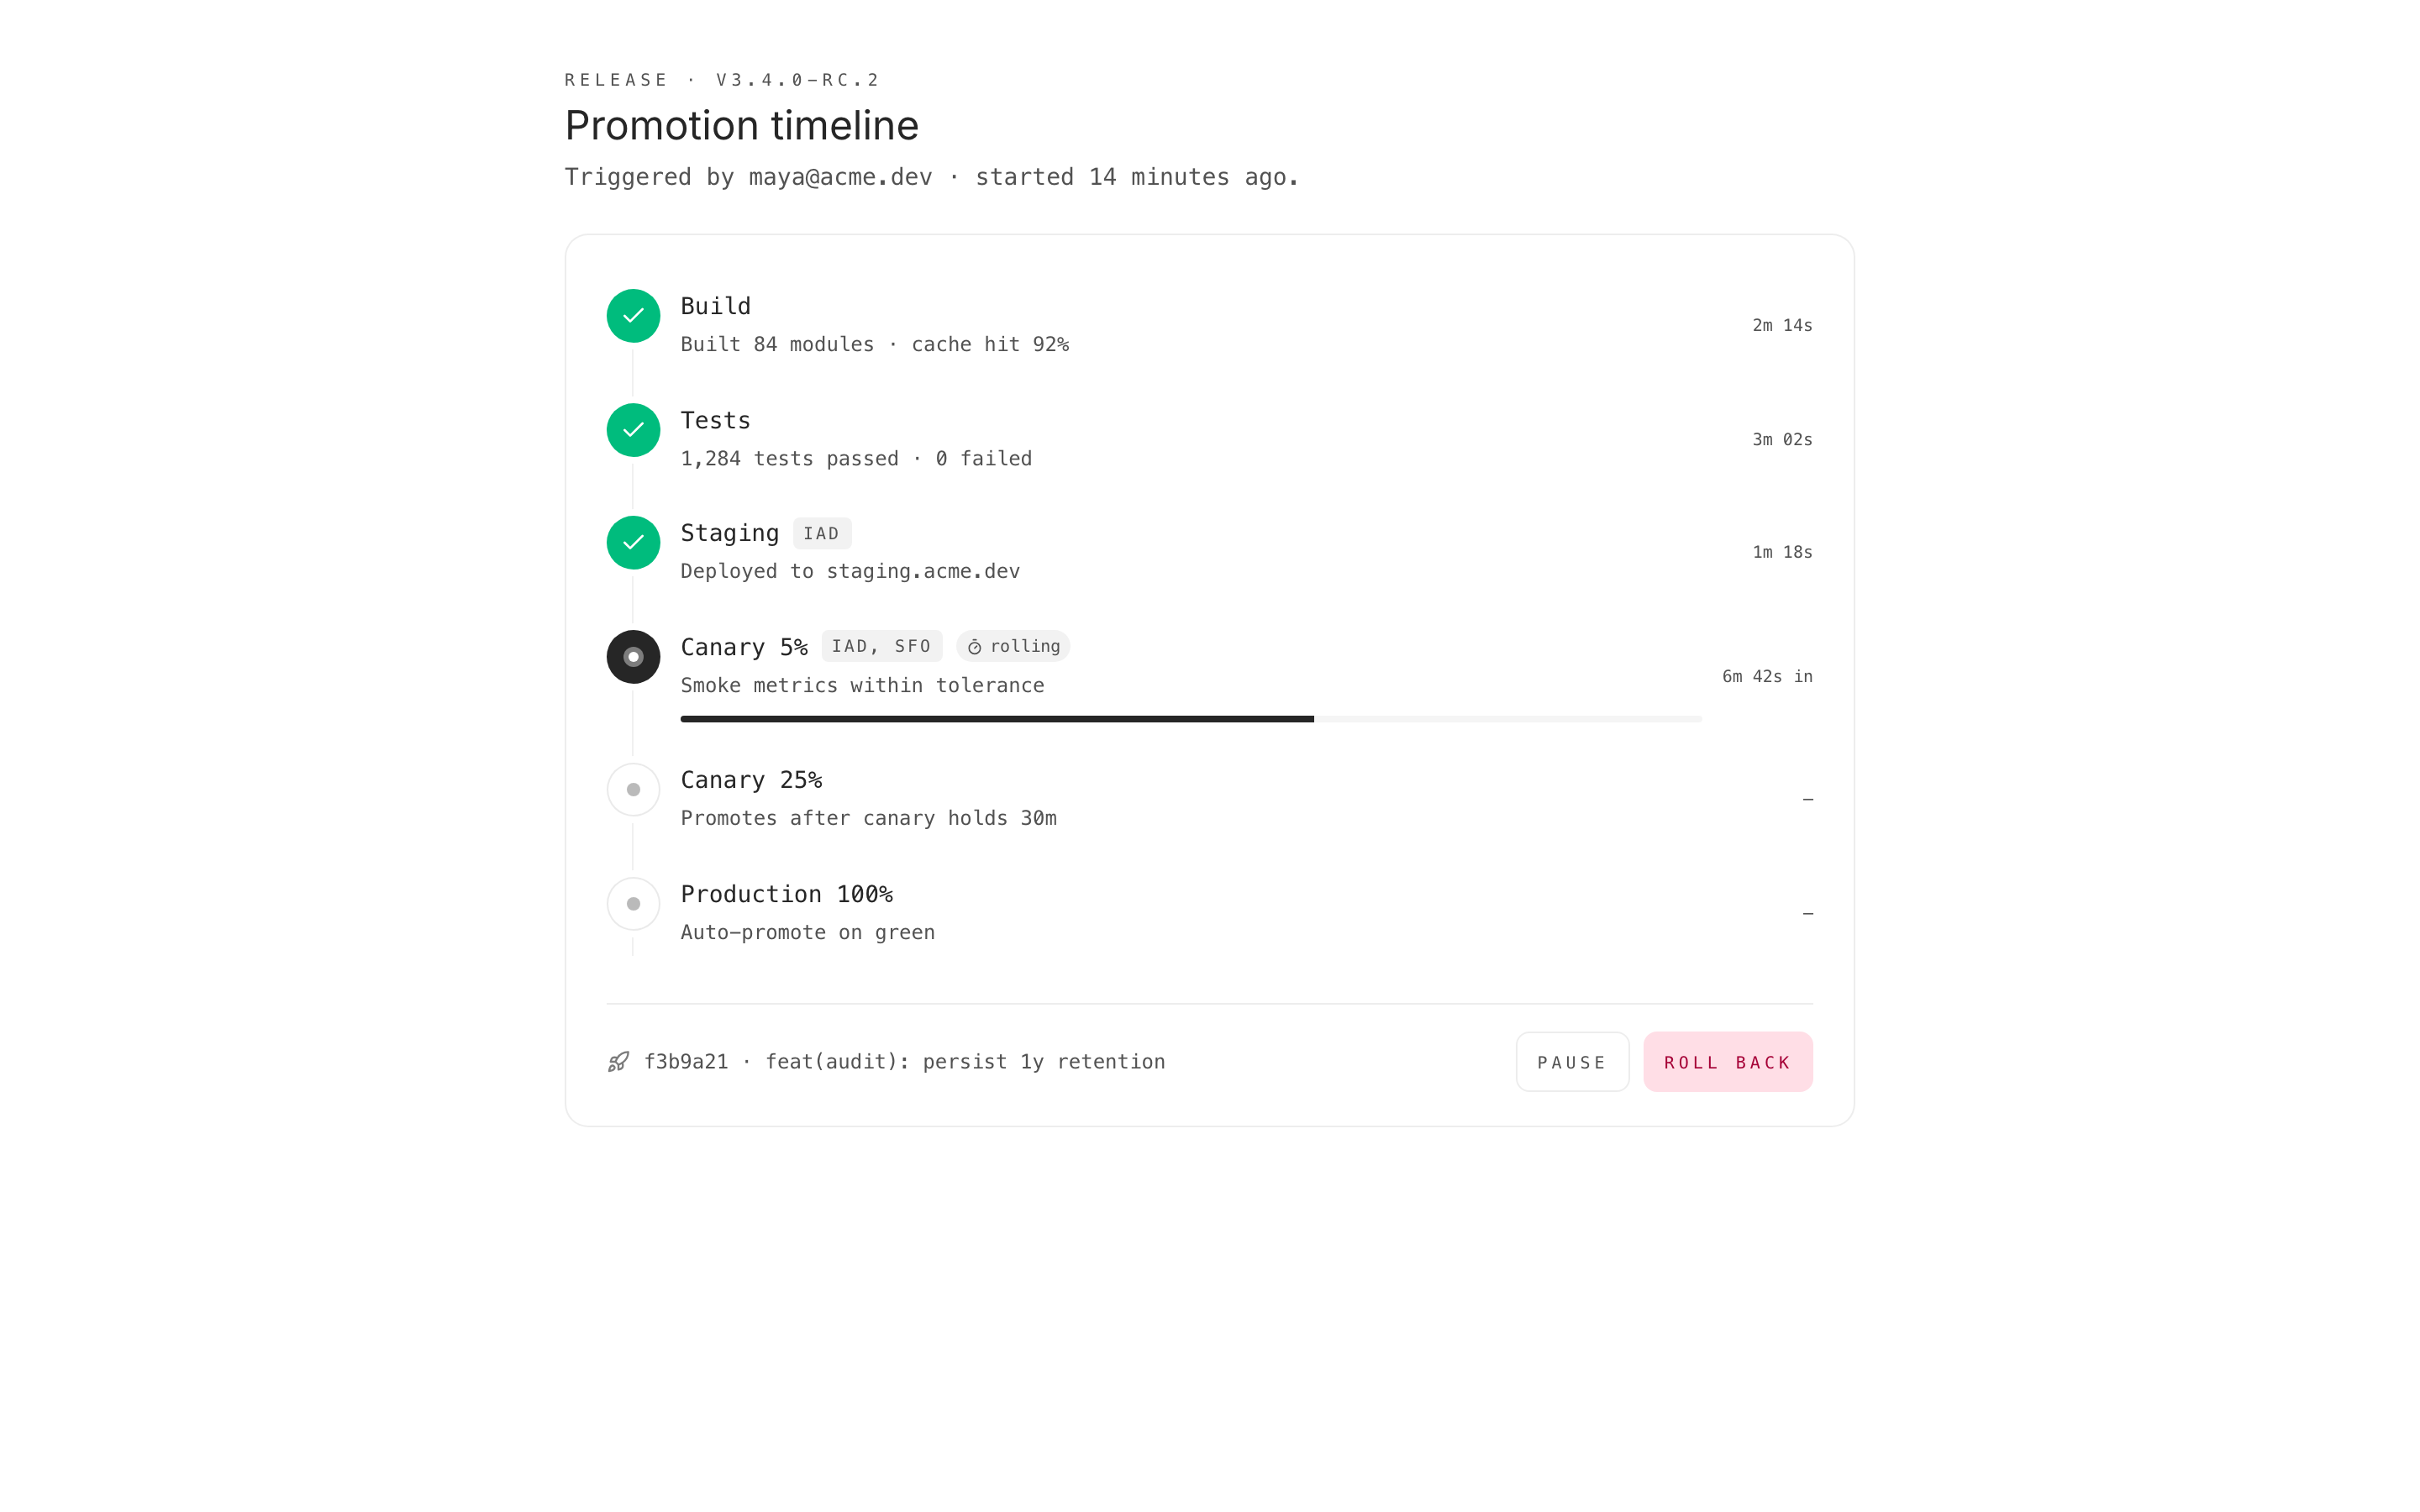 RELEASE · V3.4.0-RC.2
Promotion timeline
Triggered by maya@acme.dev · started 14 minutes ago.
Build
Built 84 modules · cache hit 92%
2m 14s
Tests
1,284 tests passed · 0 failed
3m 02s
Staging IAD
Deployed to staging.acme.dev
1m 18s
Canary 5% IAD, SFO rolling
Smoke metrics within tolerance
6m 42s in
Canary 25%
Promotes after canary holds 30m
—
Production 100%
Auto-promote on green
—
f3b9a21 · feat(audit): persist 1y retention
PAUSE ROLL BACK